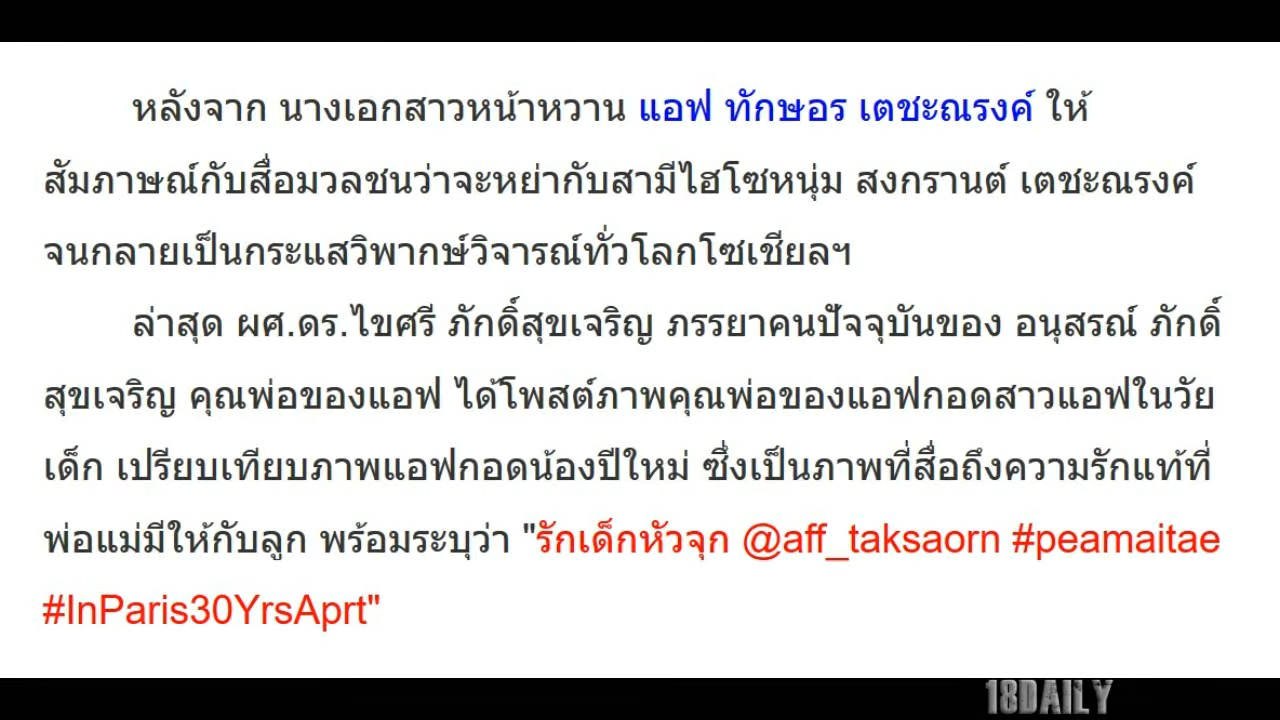 หลังจาก นางเอกสาวหน้าหวาน แอฟ ทักษอร เตชะณรงค์ ให้
สัมภาษณ์กับสื่อมวลชนว่าจะหย่ากับสามีไฮโซหนุ่ม สงกรานต์ เตชะณรงค์
จนกลายเป็นกระแสวิพากษ์วิจารณ์ทั่วโลกโซเชียลฯ
ล่าสุด ผศ.ดร.ไขศรี ภักดิ์สุขเจริญ ภรรยาคนปัจจุบันของ อนุสรณ์ ภักดิ์
สุขเจริญ คุณพ่อของแอฟ ได้โพสต์ภาพคุณพ่อของแอฟกอดสาวแอฟในวัย
เด็ก เปรียบเทียบภาพแอฟกอดน้องปีใหม่ ซึ่งเป็นภาพที่สื่อถึงความรักแท้ที่
พ่อแม่มีให้กับลูก พร้อมระบุว่า "รักเด็กหัวจุก @aff_taksaorn #peamaitae
#InParis30YrsAprt"
18DAILY